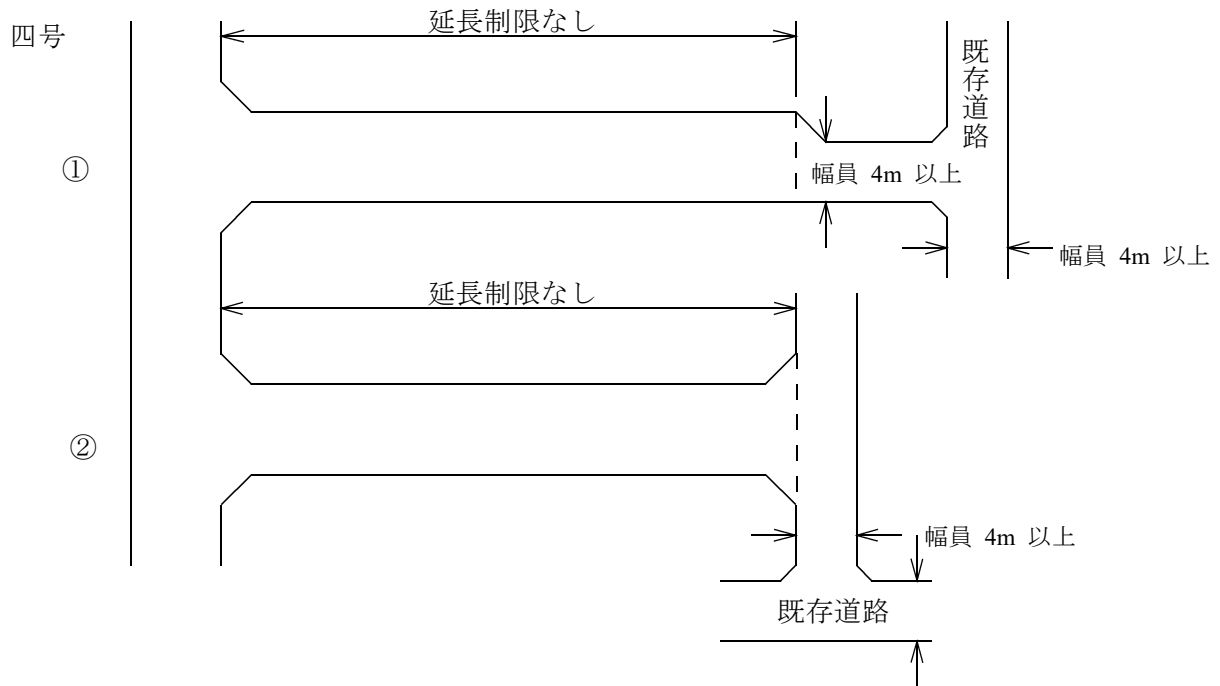 四号
延長制限なし
既存道路
①
幅員 4m 以上
幅員 4m 以上
延長制限なし
②
幅員 4m 以上
既存道路